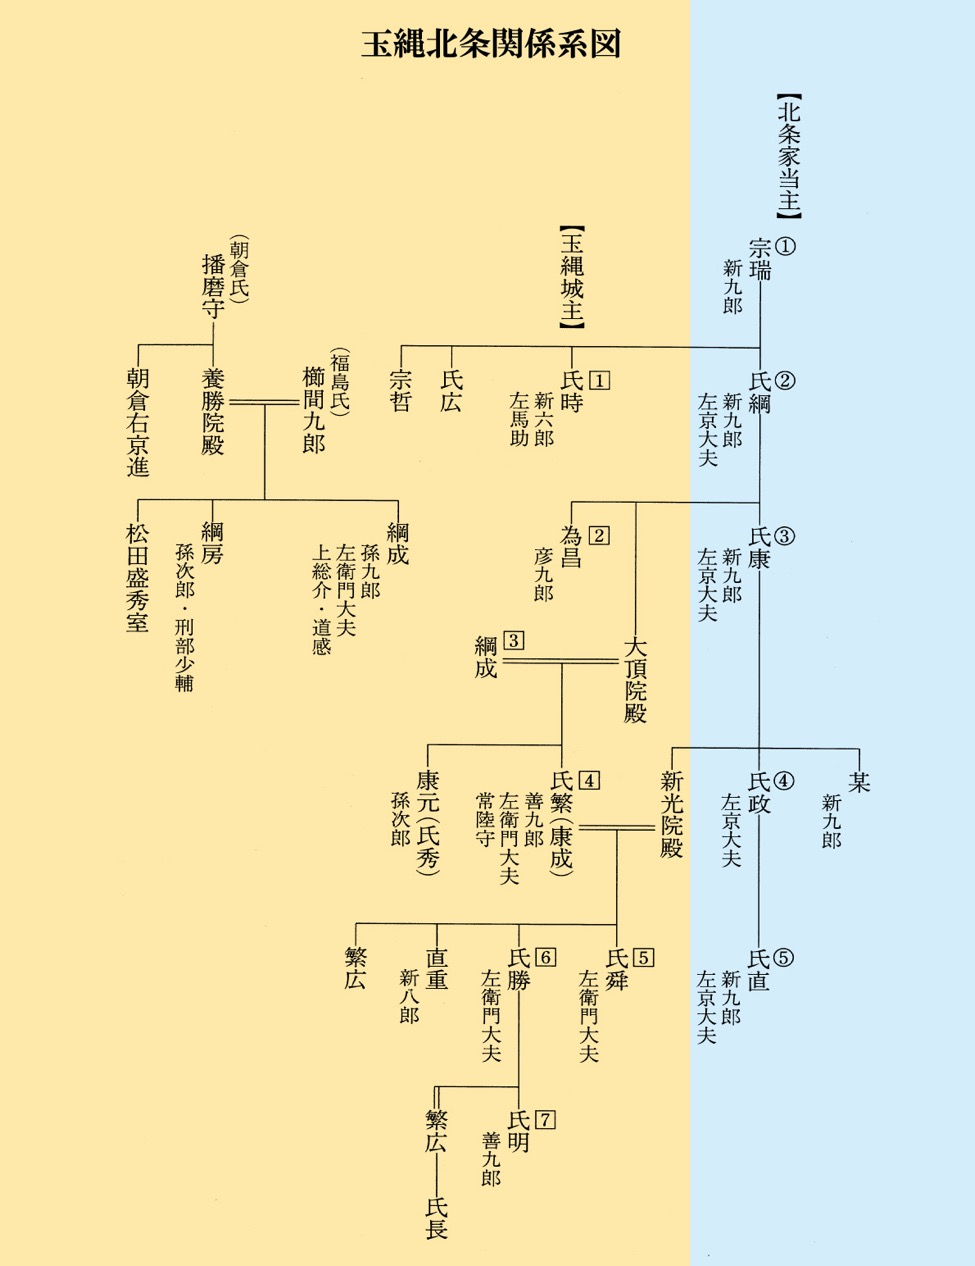 玉縄北条関係系図
【北条家当主】
①
宗瑞
新九郎
【玉縄城主】
②
氏綱
新九郎
左京大夫
1
氏時
新六郎
左馬助
氏広
宗哲
(朝倉氏)
播磨守
(福島氏)
櫛間九郎
養勝院殿
朝倉右京進
③
氏康
新九郎
左京大夫
2
為昌
彦九郎
大頂院殿
3
綱成
綱成
孫九郎
左衛門大夫
上総介・道感
綱房
孫次郎・刑部少輔
松田盛秀室
某
新九郎
④
氏政
左京大夫
新光院殿
4
氏繁(康成)
善九郎
左衛門大夫
常陸守
康元(氏秀)
孫次郎
⑤
氏直
新九郎
左京大夫
5
氏舜
左衛門大夫
6
氏勝
左衛門大夫
直重
新八郎
繁広
7
氏明
善九郎
繁広
氏長